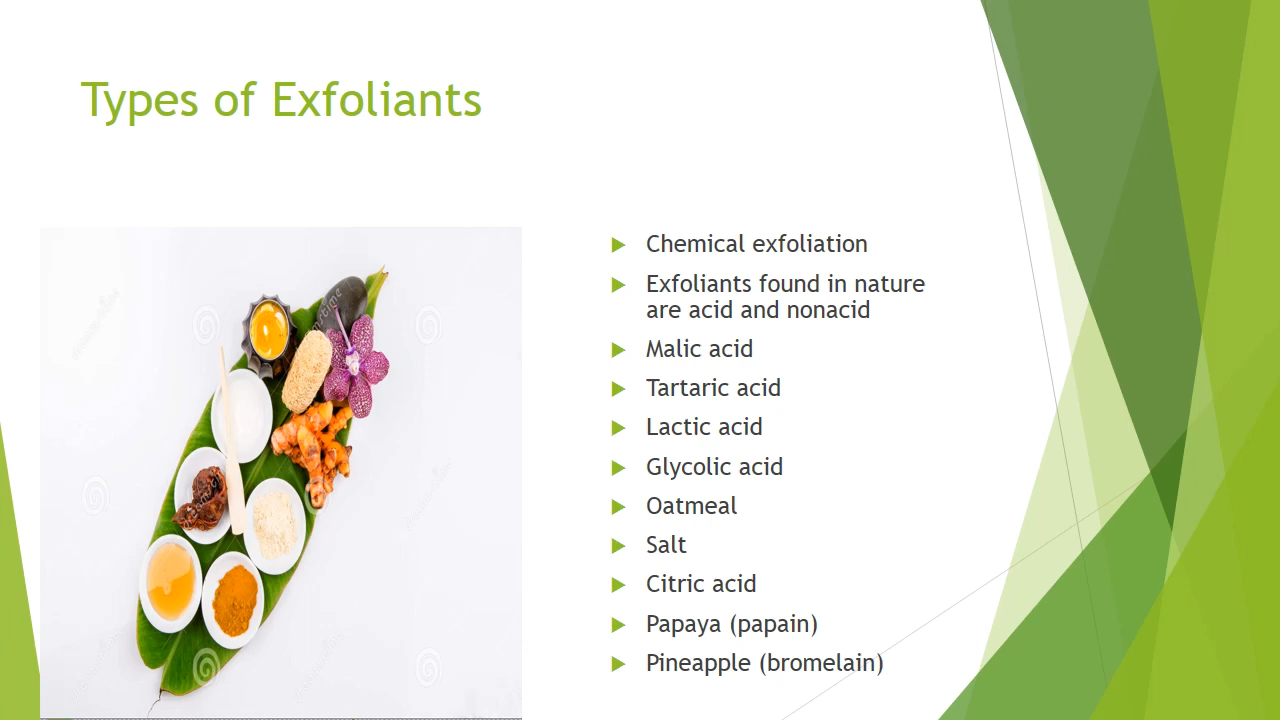 Types of Exfoliants
Chemical exfoliation
Exfoliants found in nature
are acid and nonacid
Malic acid
Tartaric acid
Lactic acid
Glycolic acid
Oatmeal
Salt
Citric acid
Papaya (papain)
Pineapple (bromelain)